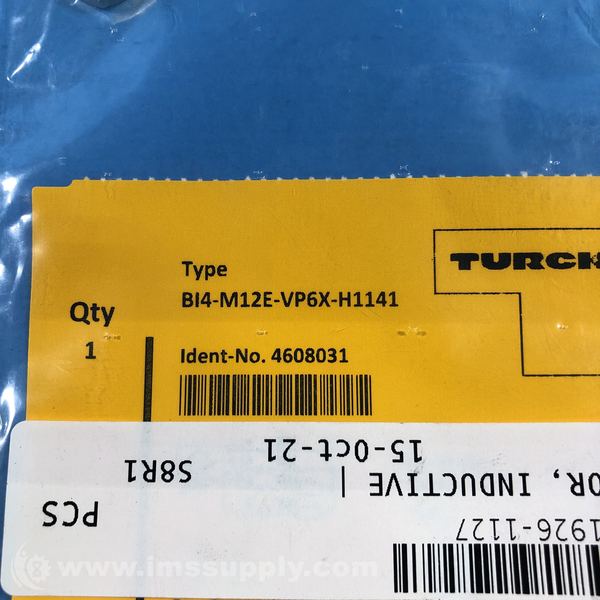 TURCK
Type
BI4-M12E-VP6X-H1141
Qty
1
Ident-No. 4608031
15-Oct-21
S8R1
OR, INDUCTIVE |
PCS
1926-1127
www.imssupply.com